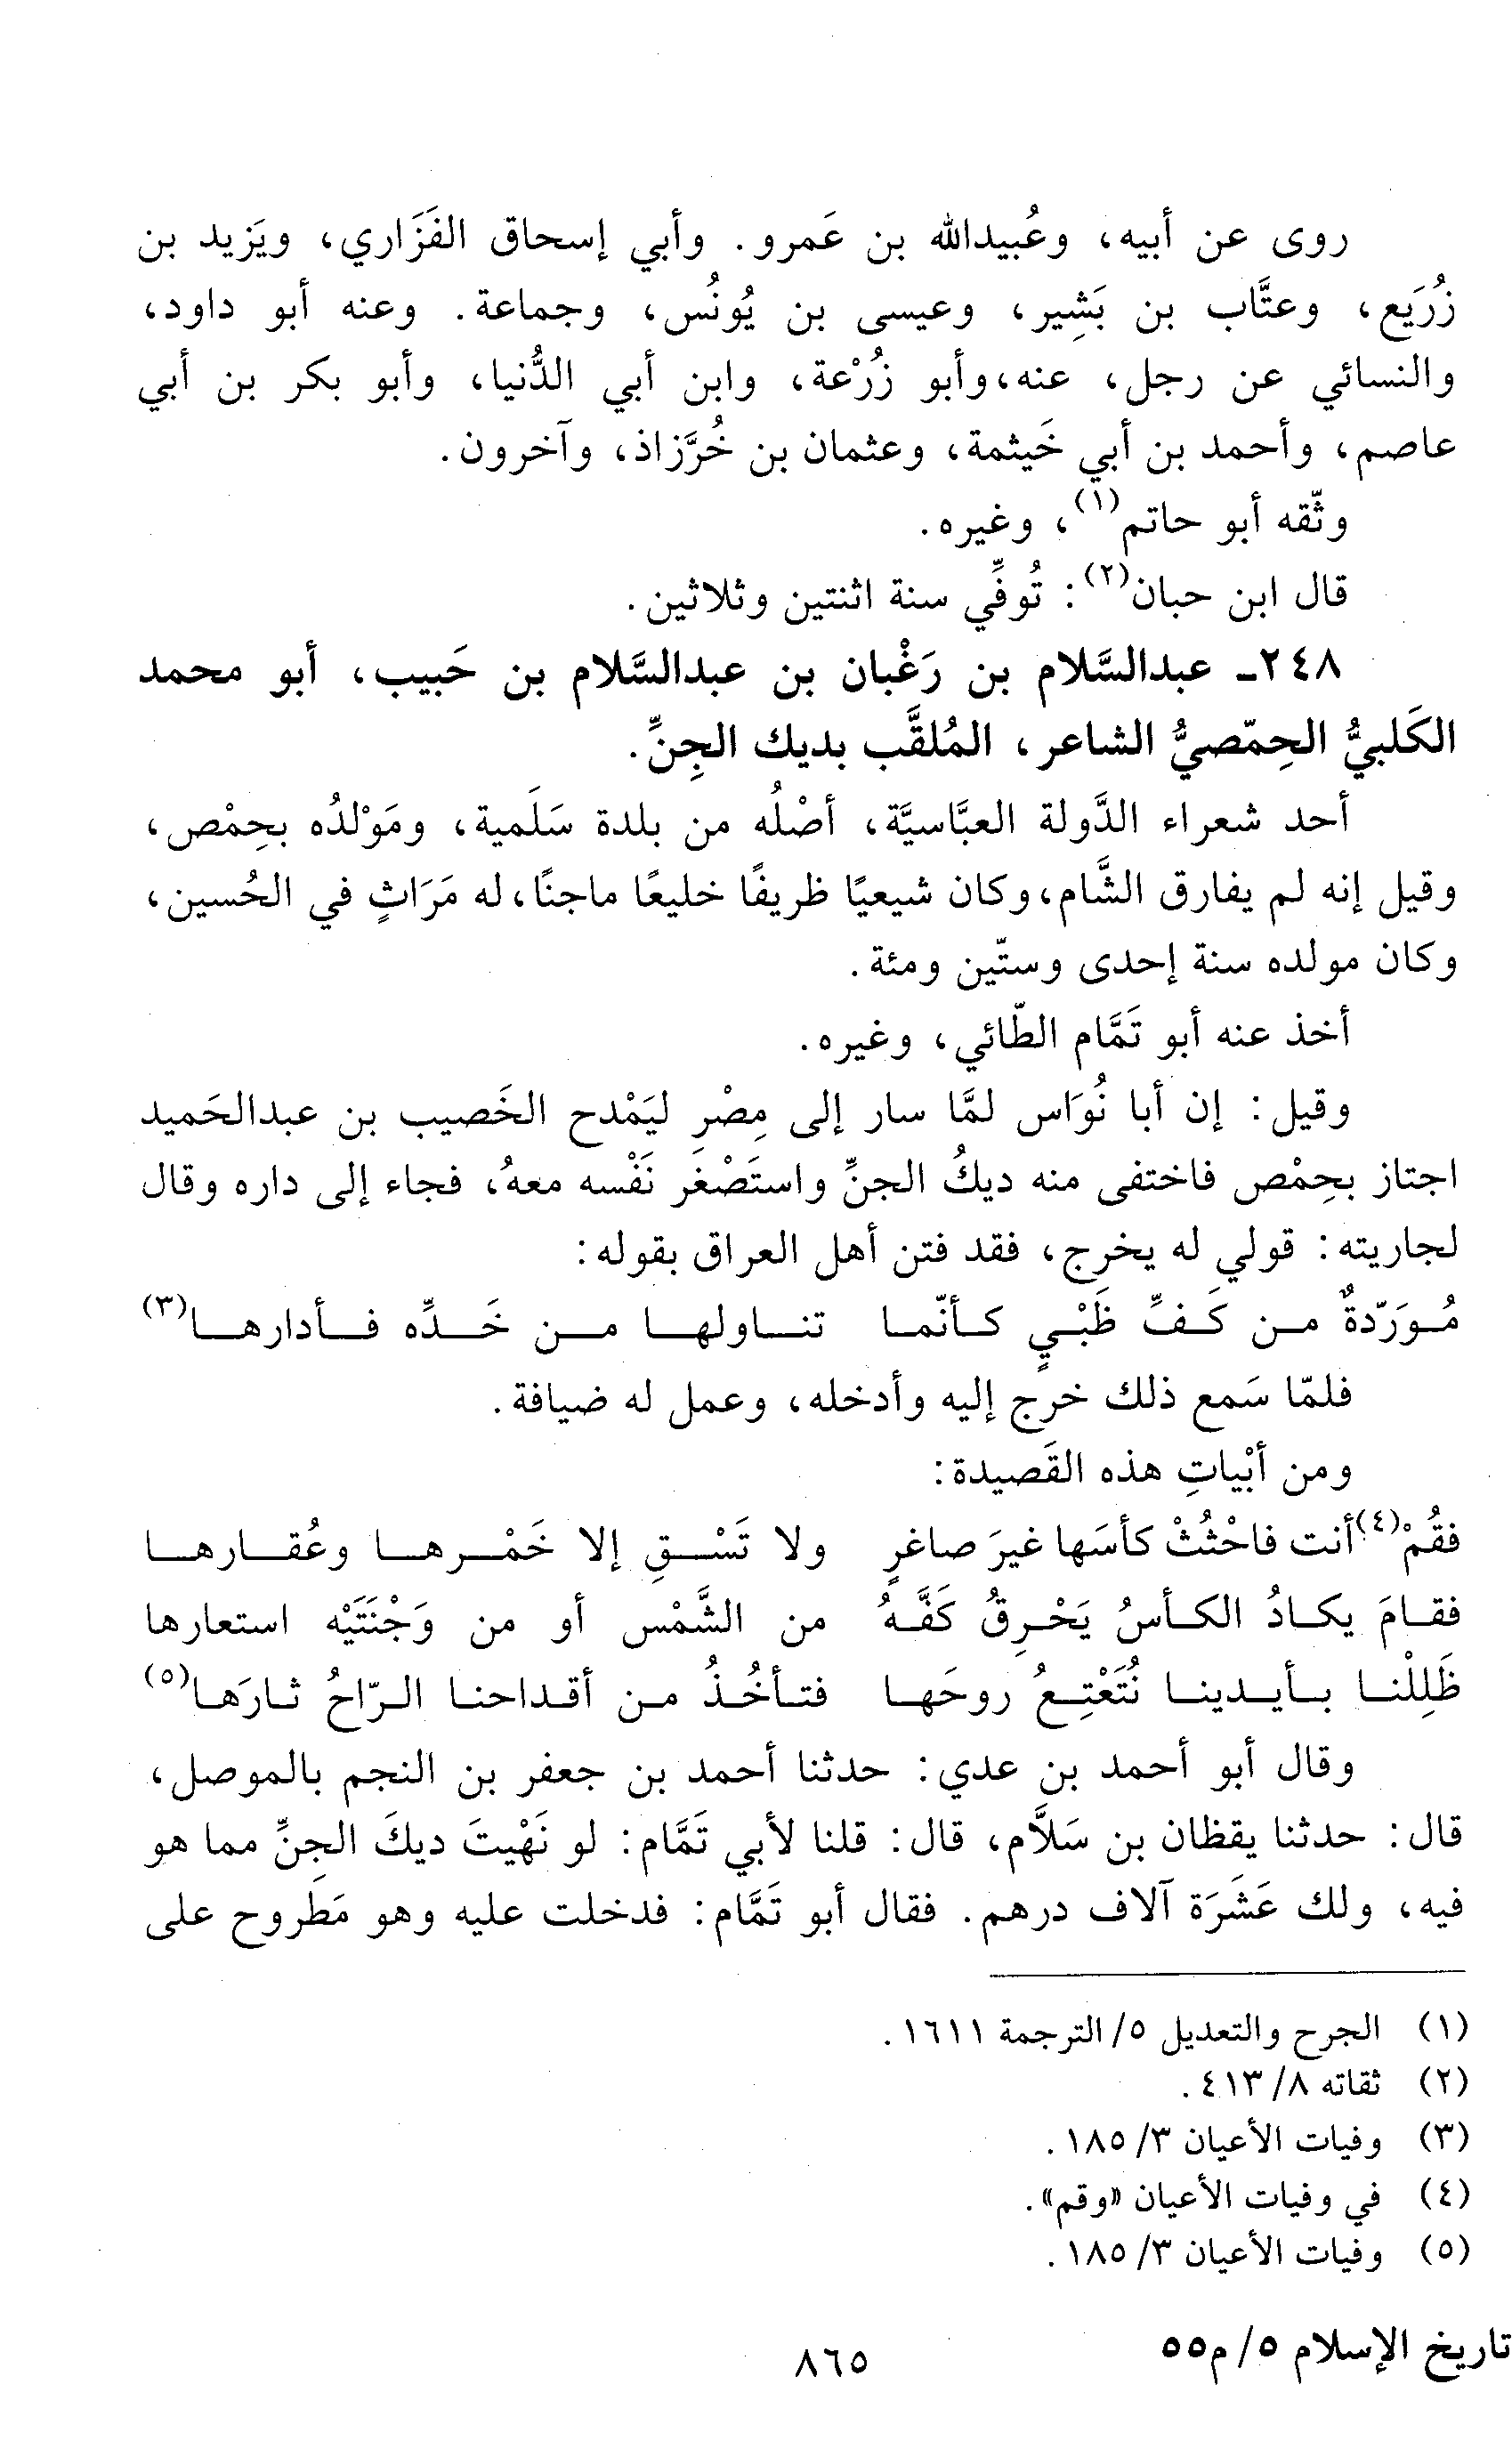 روى عن أبيه، وعُبيدالله بن عَمرو. وأبي إسحاق الفَزَاري، ويَزيد بن
زُرَيع، وعتَّاب بن بَشِير، وعيسى بن يُونُس، وجماعة. وعنه أبو داود،
والنسائي عن رجل، عنه،وأبو زُرْعة، وابن أبي الدُّنيا، وأبو بكر بن أبي
عاصم، وأحمد بن أبي خَيثمة، وعثمان بن خُرَّزاذ، وآخرون.
وثّقه أبو حاتم(١)، وغيره.
قال ابن حبان(٢): تُوفِّي سنة اثنتين وثلاثين.
٢٤٨- عبدالسَّلام بن رَغْبان بن عبدالسَّلام بن حَبيب، أبو محمد
الكَلبيُّ الحِمّصيُّ الشاعر، المُلقَّب بديك الجِنِّ.
أحد شعراء الدَّولة العبَّاسيَّة، أصْلُه من بلدة سَلَمية، ومَوْلدُه بحِمْص،
وقيل إنه لم يفارق الشَّام،وكان شيعيًا ظريفًا خليعًا ماجنًا،له مَرَاثٍ في الحُسين،
وكان مولده سنة إحدى وستّين ومئة.
أخذ عنه أبو تَمَّام الطّائي، وغيره.
وقيل: إن أبا نُوَاس لمَّا سار إلى مِصْرِ ليَمْدح الخَصيب بن عبدالحَميد
اجتاز بحِمْص فاختفى منه ديكُ الجنِّ واستَصْغَر نَفْسه معهُ، فجاء إلى داره وقال
لجاريته: قولي له يخرج، فقد فتن أهل العراق بقوله:
مُورَدّةٌ من كَفِّ ظَبْيٍ كأنّما تناولها من خَدِّه فأدارها(٣)
فلمّا سَمع ذلك خرج إليه وأدخله، وعمل له ضيافة.
ومن أبْياتِ هذه القَصيدة:
فقُمْ(٤)أنت فاحْثُثْ كأسَها غيرَ صاغرٍ ولا تَسْقِ إلا خَمْرها وعُقارها
فقامَ يكادُ الكأسُ يَحْرِقُ كَفَّهُ من الشَّمْس أو من وَجْنَتَيْه استعارها
ظَلِلْنا بأيدينا نُتَعْتِعُ روحَها فتأخُذُ من أقداحنا الرّاحُ ثارَها(٥)
وقال أبو أحمد بن عدي: حدثنا أحمد بن جعفر بن النجم بالموصل،
قال: حدثنا يقظان بن سَلاَّم، قال: قلنا لأبي تَمَّام: لو نَهْيتَ ديكَ الجِنِّ مما هو
فيه، ولك عَشَرَة آلاف درهم. فقال أبو تَمَّام: فدخلت عليه وهو مَطروح على
(١) الجرح والتعديل ٥/ الترجمة ١٦١١.
(٢) ثقاته ٨/ ٤١٣.
(٣) وفيات الأعيان ٣/ ١٨٥.
(٤) في وفيات الأعيان «وقم».
(٥) وفيات الأعيان ٣/ ١٨٥.
تاريخ الإسلام ٥/ م٥٥
٨٦٥